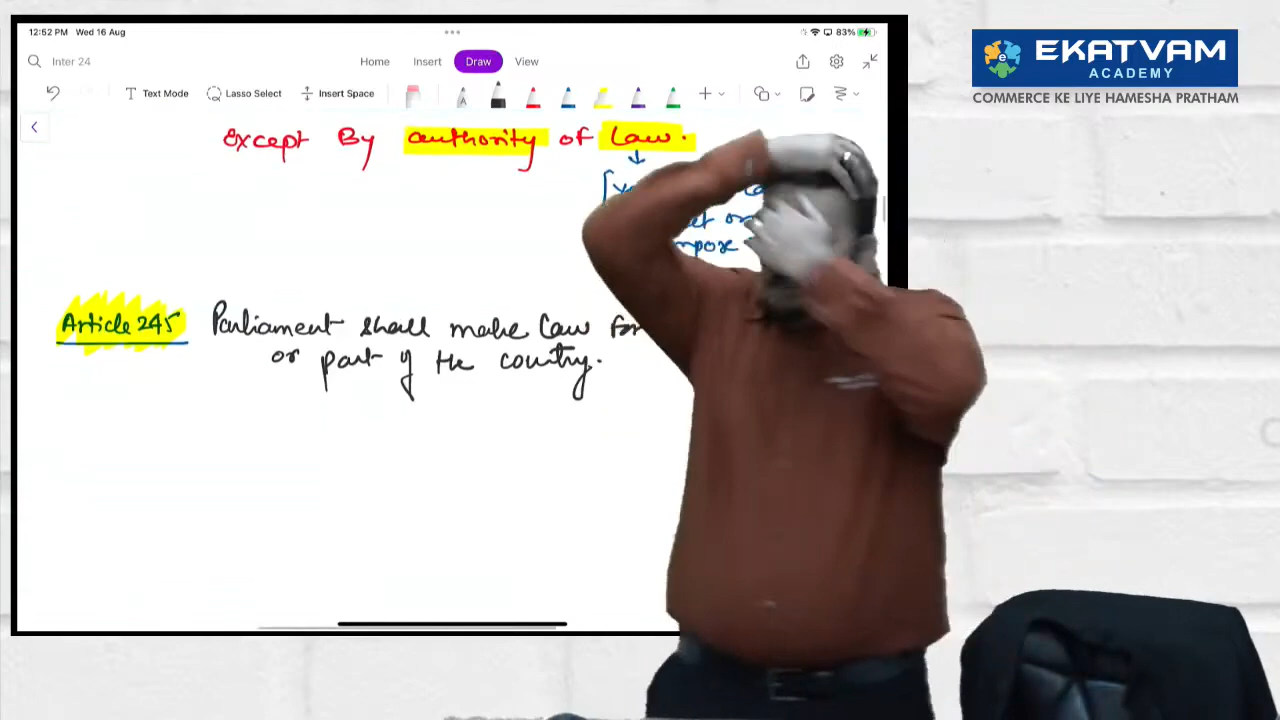 12:52 PM Wed 16 Aug
83%
Inter 24
Home Insert Draw View
Text Mode Lasso Select Insert Space
EKATVAM
ACADEMY
COMMERCE KE LIYE HAMESHA PRATHAM
Except By authority of law.
Article 245 Parliament shall make law for
or part of the country.